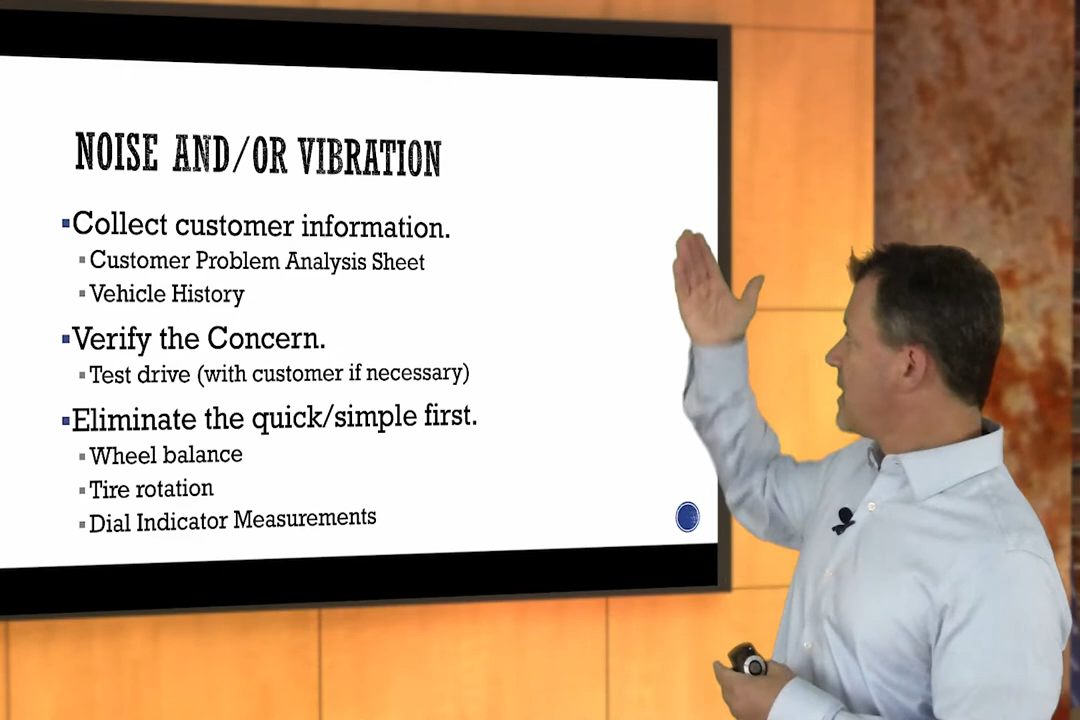 NOISE AND/OR VIBRATION
Collect customer information.
Customer Problem Analysis Sheet
Vehicle History
Verify the Concern.
Test drive (with customer if necessary)
Eliminate the quick/simple first.
Wheel balance
Tire rotation
Dial Indicator Measurements